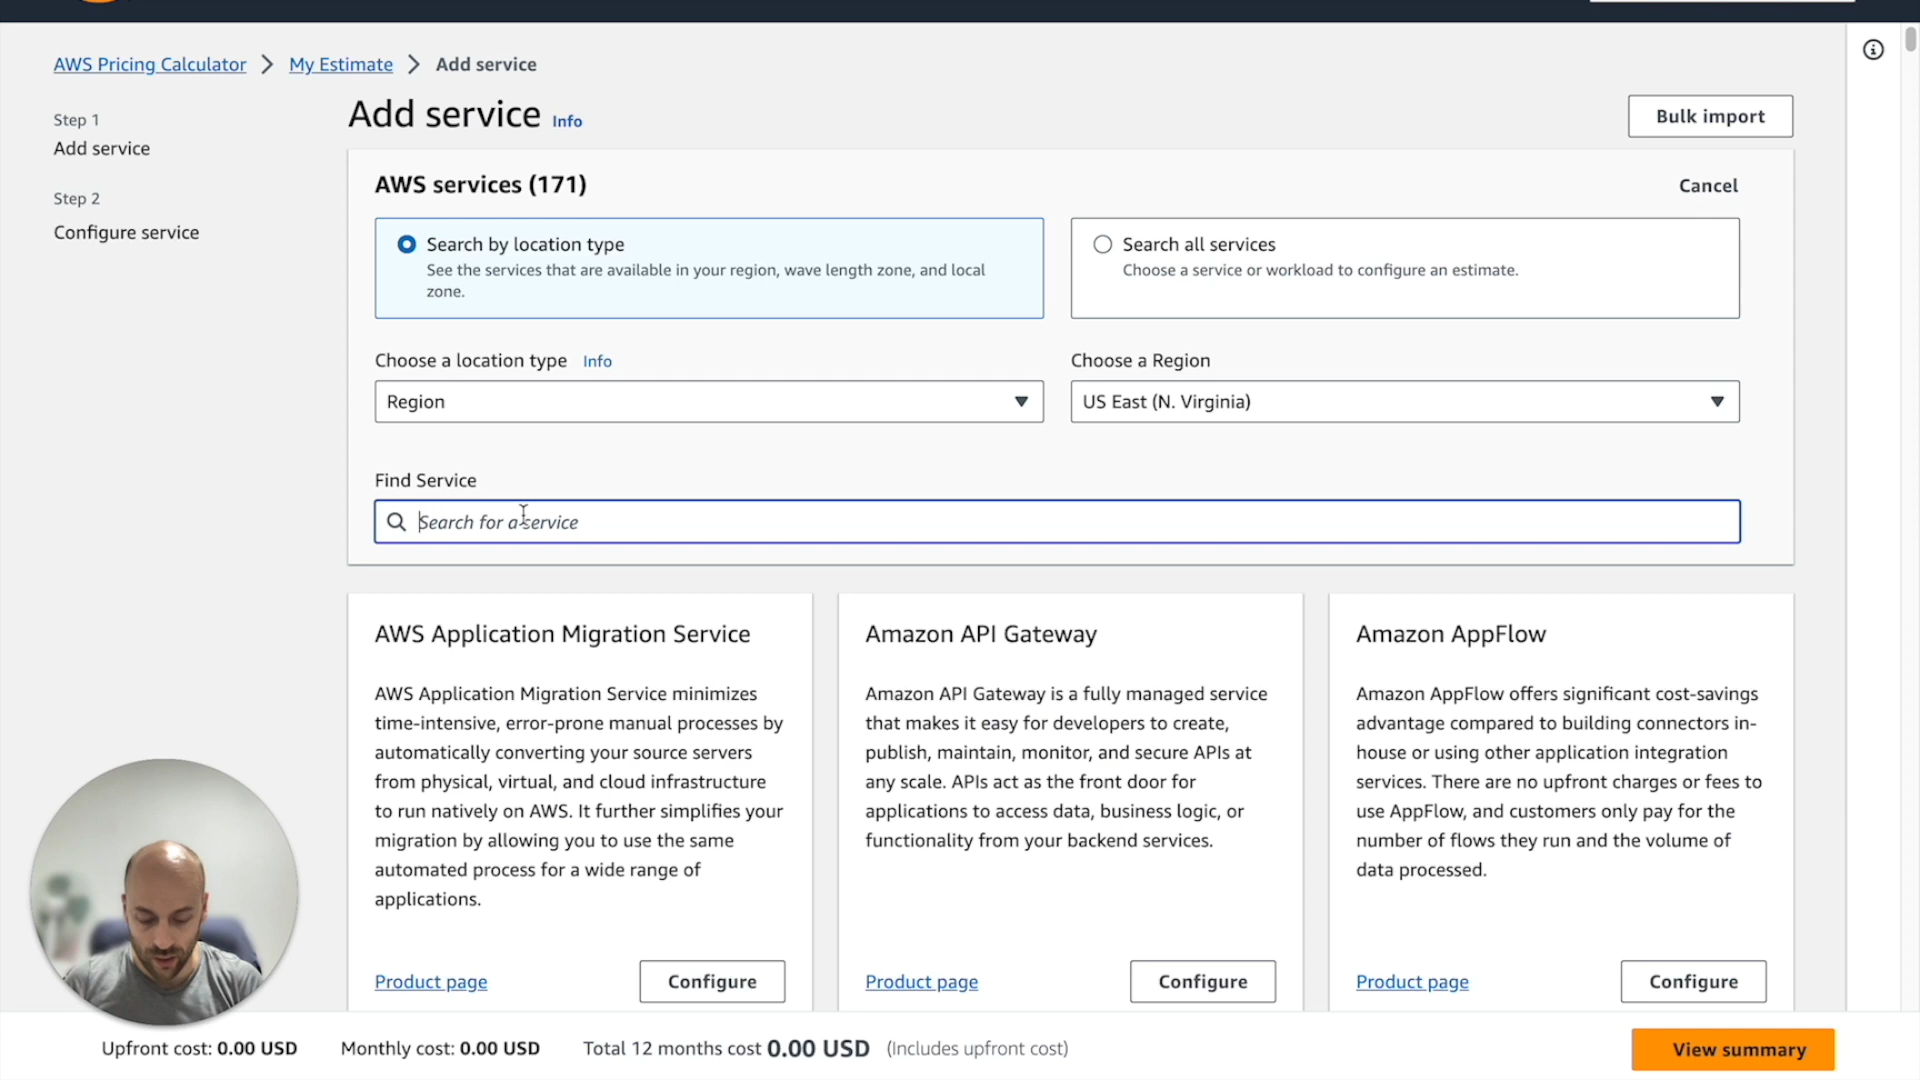 AWS Pricing Calculator > My Estimate > Add service
Step 1
Add service
Step 2
Configure service
Add service Info
Bulk import
AWS services (171)
Cancel
Search by location type
See the services that are available in your region, wave length zone, and local
zone.
Search all services
Choose a service or workload to configure an estimate.
Choose a location type Info
Region
Choose a Region
US East (N. Virginia)
Find Service
Search for a service
AWS Application Migration Service
AWS Application Migration Service minimizes
time-intensive, error-prone manual processes by
automatically converting your source servers
from physical, virtual, and cloud infrastructure
to run natively on AWS. It further simplifies your
migration by allowing you to use the same
automated process for a wide range of
applications.
Product page
Configure
Amazon API Gateway
Amazon API Gateway is a fully managed service
that makes it easy for developers to create,
publish, maintain, monitor, and secure APIs at
any scale. APIs act as the front door for
applications to access data, business logic, or
functionality from your backend services.
Product page
Configure
Amazon AppFlow
Amazon AppFlow offers significant cost-savings
advantage compared to building connectors in-
house or using other application integration
services. There are no upfront charges or fees to
use AppFlow, and customers only pay for the
number of flows they run and the volume of
data processed.
Product page
Configure
Upfront cost: 0.00 USD
Monthly cost: 0.00 USD
Total 12 months cost 0.00 USD (Includes upfront cost)
View summary